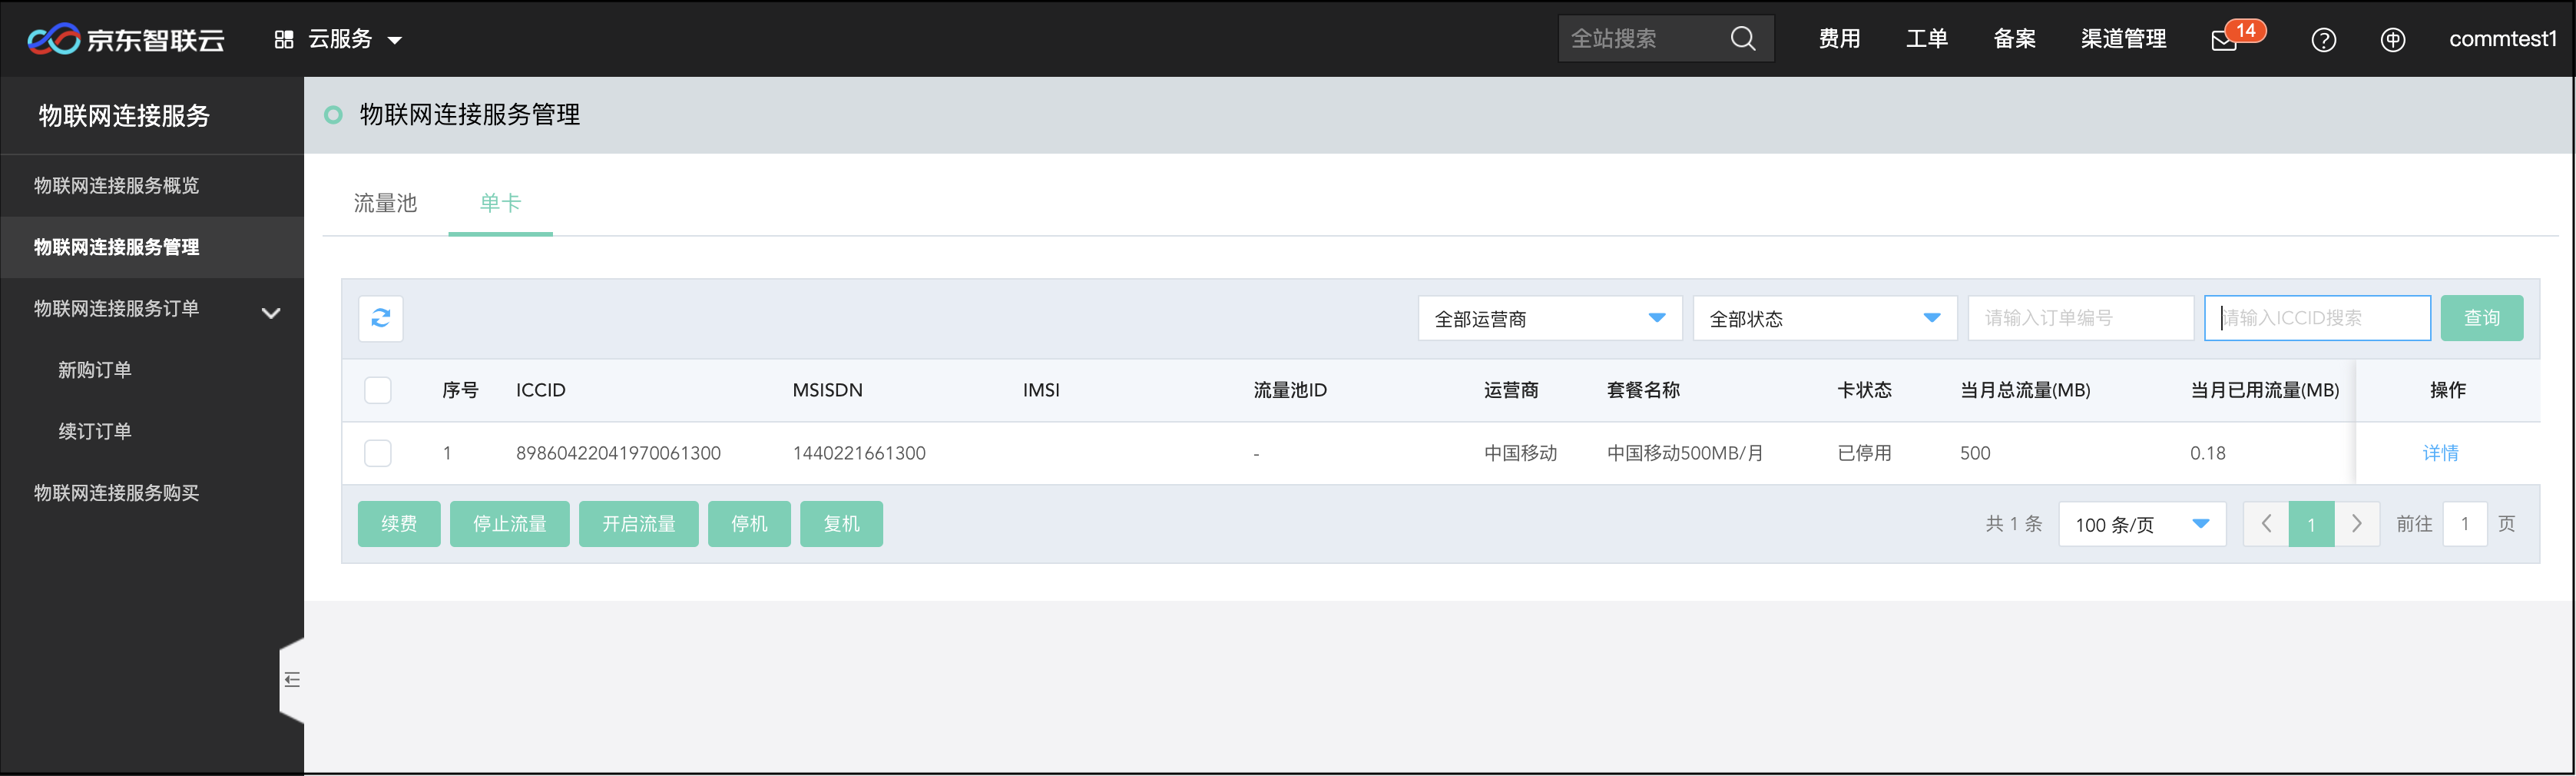 京东智联云 云服务 全站搜索 费用 工单 备案 渠道管理 14 ? 中 commtest1
物联网连接服务
物联网连接服务概览
物联网连接服务管理
物联网连接服务订单
新购订单
续订订单
物联网连接服务购买
物联网连接服务管理
流量池 单卡
全部运营商 全部状态 请输入订单编号 请输入ICCID搜索 查询
序号 ICCID MSISDN IMSI 流量池ID 运营商 套餐名称 卡状态 当月总流量(MB) 当月已用流量(MB) 操作
1 89860422041970061300 1440221661300 - 中国移动 中国移动500MB/月 已停用 500 0.18 详情
续费 停止流量 开启流量 停机 复机 共 1 条 100 条/页 1 前往 1 页